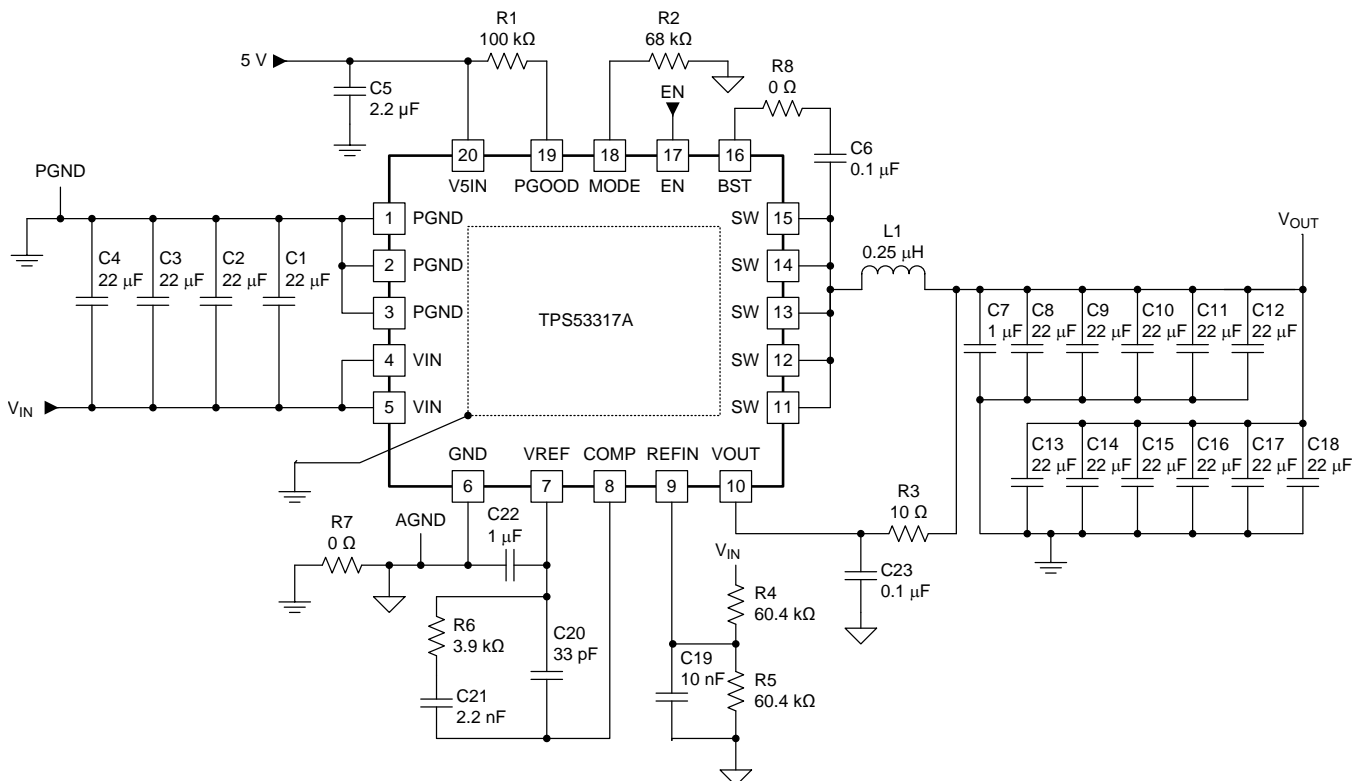 R1
100 kΩ
R2
68 kΩ
5 V
C5
2.2 µF
EN
R8
0 Ω
C6
0.1 µF
20
19
18
17
16
V5IN
PGOOD
MODE
EN
BST
PGND
1
PGND
2
PGND
3
PGND
4
VIN
5
VIN
C4
22 µF
C3
22 µF
C2
22 µF
C1
22 µF
VIN
TPS53317A
SW
15
SW
14
SW
13
SW
12
SW
11
L1
0.25 µH
VOUT
C7
1 µF
C8
22 µF
C9
22 µF
C10
22 µF
C11
22 µF
C12
22 µF
C13
22 µF
C14
22 µF
C15
22 µF
C16
22 µF
C17
22 µF
C18
22 µF
GND
VREF
COMP
REFIN
VOUT
6
7
8
9
10
R7
0 Ω
AGND
C22
1 µF
R3
10 Ω
C23
0.1 µF
VIN
R4
60.4 kΩ
R6
3.9 kΩ
C20
33 pF
C21
2.2 nF
C19
10 nF
R5
60.4 kΩ